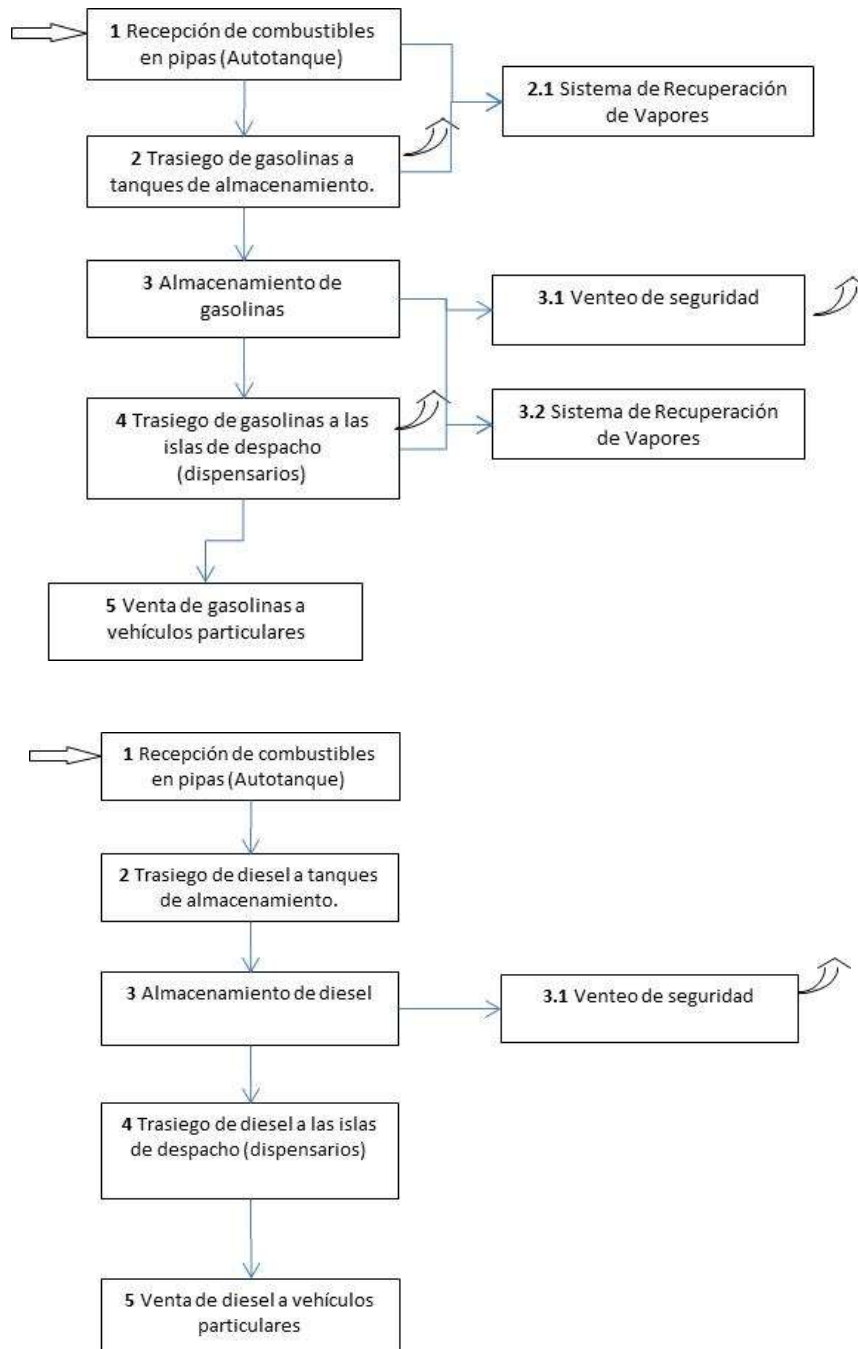 1 Recepción de combustibles
en pipas (Autotanque)
2.1 Sistema de Recuperación
de Vapores
2 Trasiego de gasolinas a
tanques de almacenamiento.
3 Almacenamiento de
gasolinas
3.1 Venteo de seguridad
4 Trasiego de gasolinas a las
islas de despacho
(dispensarios)
3.2 Sistema de Recuperación
de Vapores
5 Venta de gasolinas a
vehículos particulares
1 Recepción de combustibles
en pipas (Autotanque)
2 Trasiego de diesel a tanques
de almacenamiento.
3 Almacenamiento de diesel
3.1 Venteo de seguridad
4 Trasiego de diesel a las islas
de despacho (dispensarios)
5 Venta de diesel a vehículos
particulares